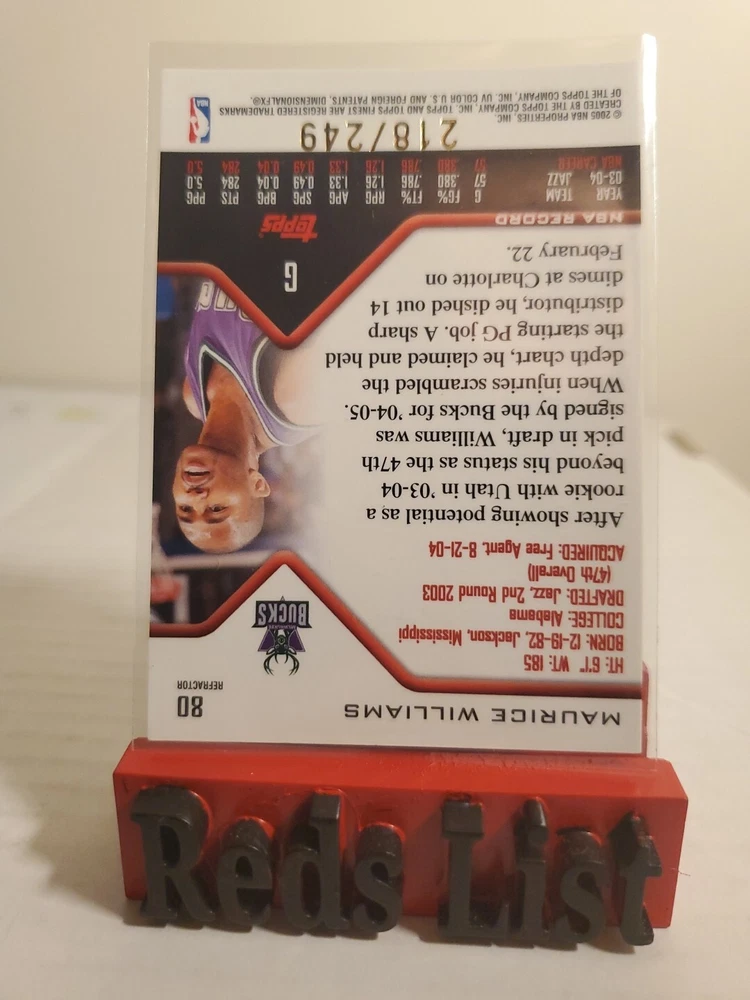 MAURICE WILLIAMS
80
REFRACTOR
HT: 6'1" WT: 185
BORN: 12-19-82, Jackson, Mississippi
COLLEGE: Alabama
DRAFTED: Jazz, 2nd Round 2003
(47th Overall)
ACQUIRED: Free Agent, 8-21-04
MILWAUKEE
BUCKS
After showing potential as a
rookie with Utah in '03-04
beyond his status as the 47th
pick in draft, Williams was
signed by the Bucks for '04-05.
When injuries scrambled the
depth chart, he claimed and held
the starting PG job. A sharp
distributor, he dished out 14
dimes at Charlotte on
February 22.
G
topps
NBA RECORD
YEAR TEAM G FG% FT% RPG APG SPG BPG PTS PPG
03-04 JAZZ 57 .380 .786 1.26 1.33 0.49 0.04 284 5.0
NBA CAREER 57 .380 .786 1.26 1.33 0.49 0.04 284 5.0
218/249
© 2005 NBA PROPERTIES, INC.
CREATED BY THE TOPPS COMPANY, INC. TOPPS AND TOPPS FINEST ARE REGISTERED TRADEMARKS
OF THE TOPPS COMPANY, INC. UV COLOR U.S. AND FOREIGN PATENTS. DIMENSIONALFX®.
NBA
Reds List